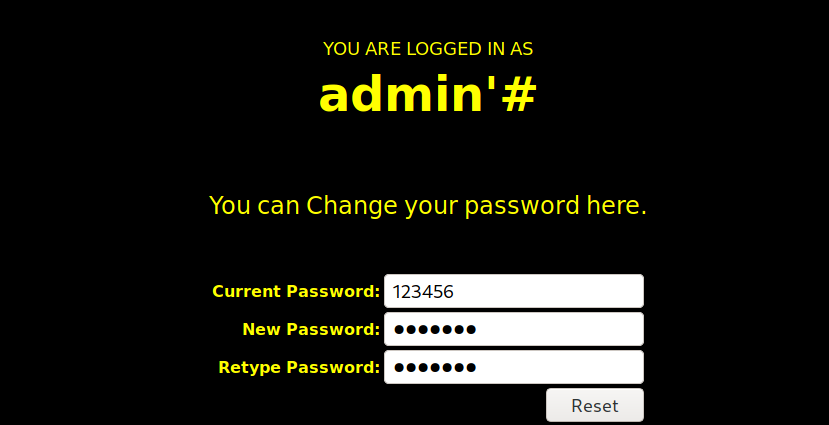 YOU ARE LOGGED IN AS
admin'#
You can Change your password here.
Current Password: 123456
New Password: ●●●●●●●
Retype Password: ●●●●●●●
Reset